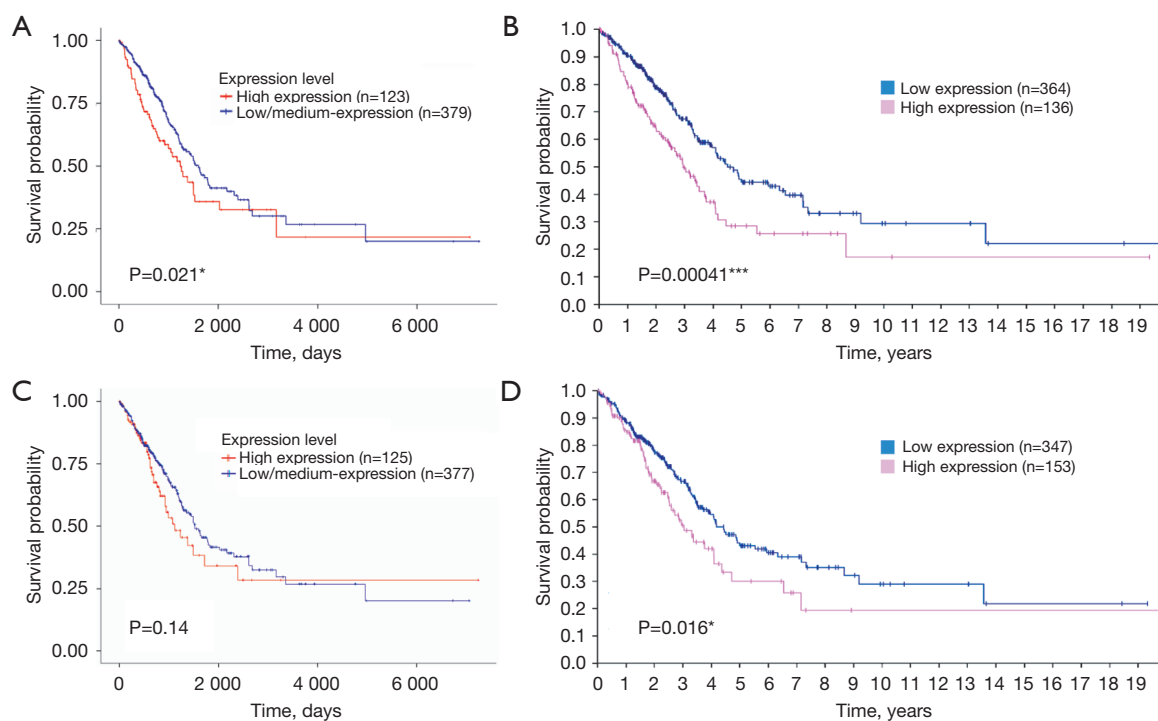 A
Survival probability
1.00
0.75
0.50
0.25
0.00
Expression level
High expression (n=123)
Low/medium-expression (n=379)
P=0.021*
0 2 000 4 000 6 000
Time, days
B
Survival probability
1.0
0.9
0.8
0.7
0.6
0.5
0.4
0.3
0.2
0.1
0.0
Low expression (n=364)
High expression (n=136)
P=0.00041***
0 1 2 3 4 5 6 7 8 9 10 11 12 13 14 15 16 17 18 19
Time, years
C
Survival probability
1.00
0.75
0.50
0.25
0.00
Expression level
High expression (n=125)
Low/medium-expression (n=377)
P=0.14
0 2 000 4 000 6 000
Time, days
D
Survival probability
1.0
0.9
0.8
0.7
0.6
0.5
0.4
0.3
0.2
0.1
0.0
Low expression (n=347)
High expression (n=153)
P=0.016*
0 1 2 3 4 5 6 7 8 9 10 11 12 13 14 15 16 17 18 19
Time, years